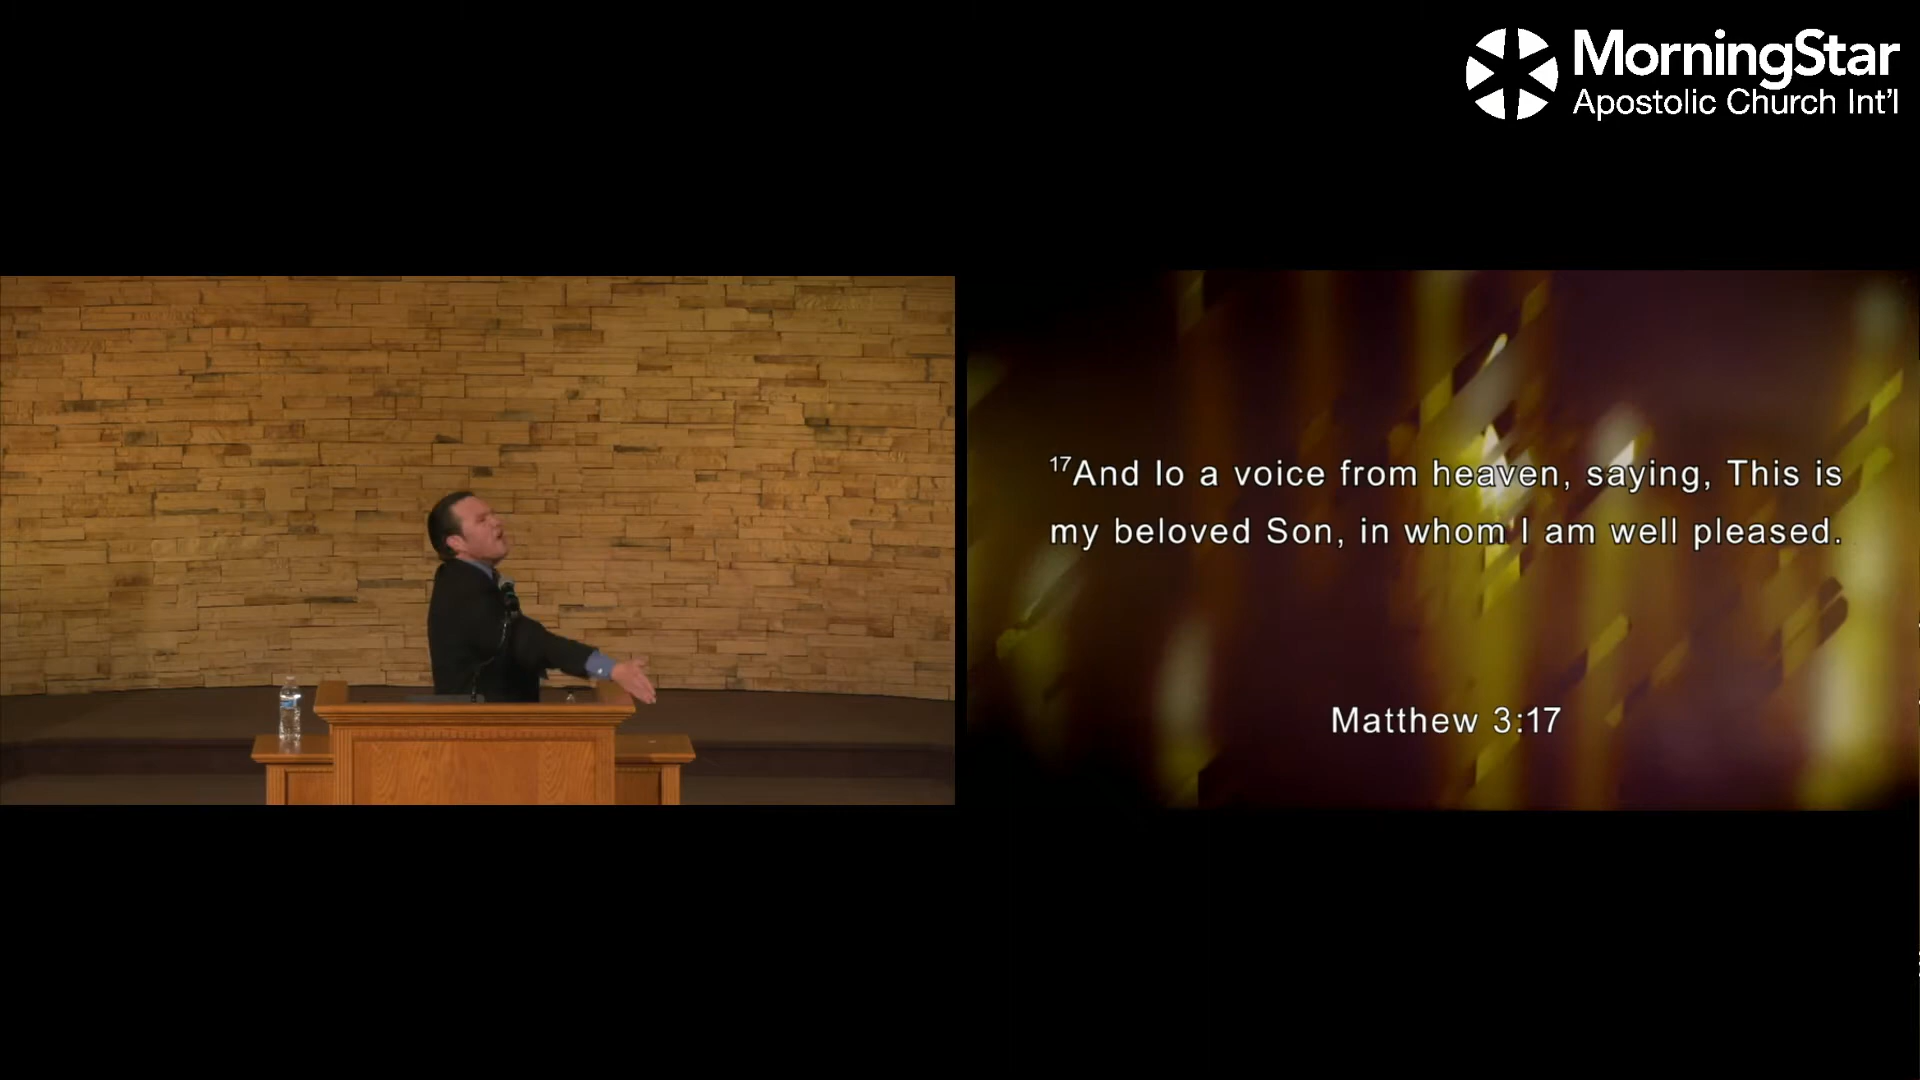 MorningStar
Apostolic Church Int'l
17And lo a voice from heaven, saying, This is
my beloved Son, in whom I am well pleased.
Matthew 3:17